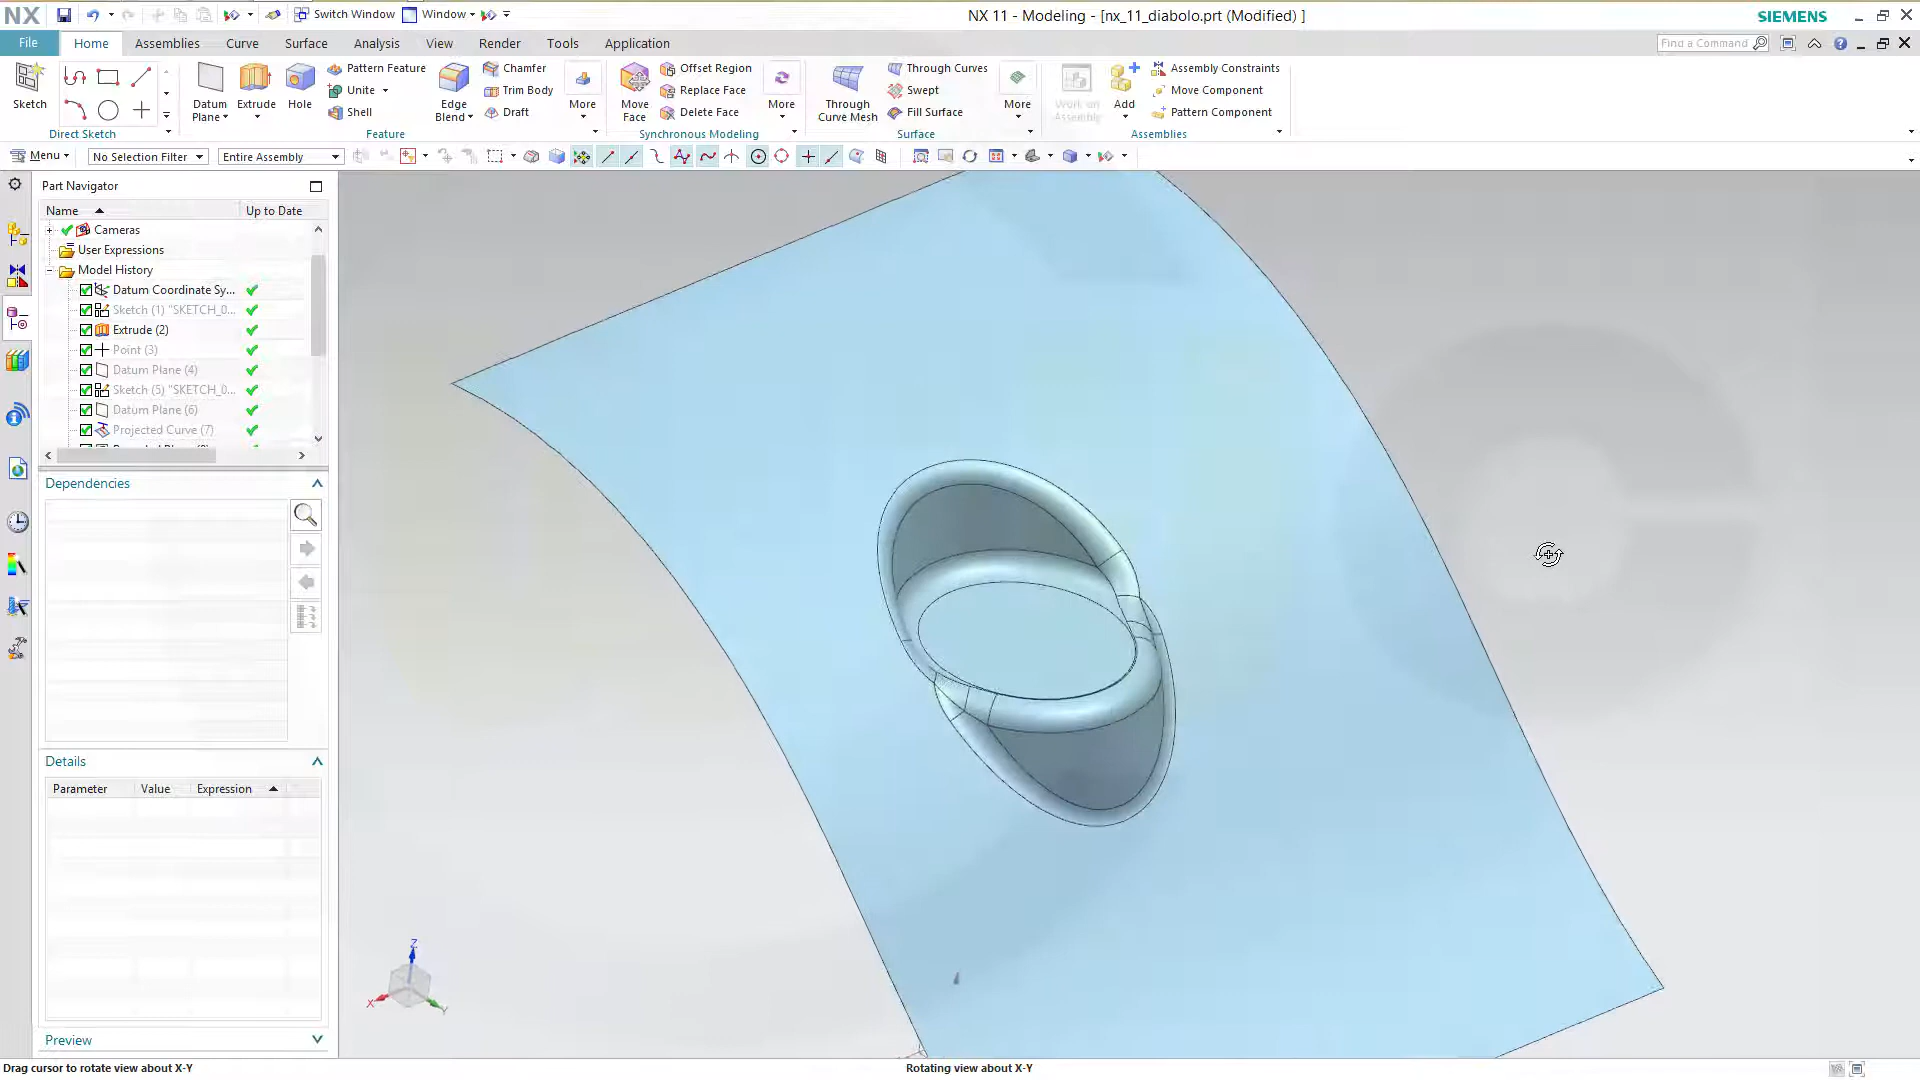 NX
Switch Window
Window
NX 11 - Modeling - [nx_11_diabolo.prt (Modified) ]
SIEMENS
File
Home
Assemblies
Curve
Surface
Analysis
View
Render
Tools
Application
Find a Command
Sketch
Direct Sketch
Datum Plane
Extrude
Hole
Pattern Feature
Unite
Shell
Edge Blend
Chamfer
Trim Body
Draft
More
Feature
Move Face
Offset Region
Replace Face
Delete Face
More
Synchronous Modeling
Through Curve Mesh
Through Curves
Swept
Fill Surface
More
Surface
Work on Assembly
Add
Assembly Constraints
Move Component
Pattern Component
Assemblies
Menu
No Selection Filter
Entire Assembly
Part Navigator
Name
Up to Date
Cameras
User Expressions
Model History
Datum Coordinate Sy...
Sketch (1) "SKETCH_0...
Extrude (2)
Point (3)
Datum Plane (4)
Sketch (5) "SKETCH_0...
Datum Plane (6)
Projected Curve (7)
Dependencies
Details
Parameter
Value
Expression
Preview
Z
X
Y
Drag cursor to rotate view about X-Y
Rotating view about X-Y